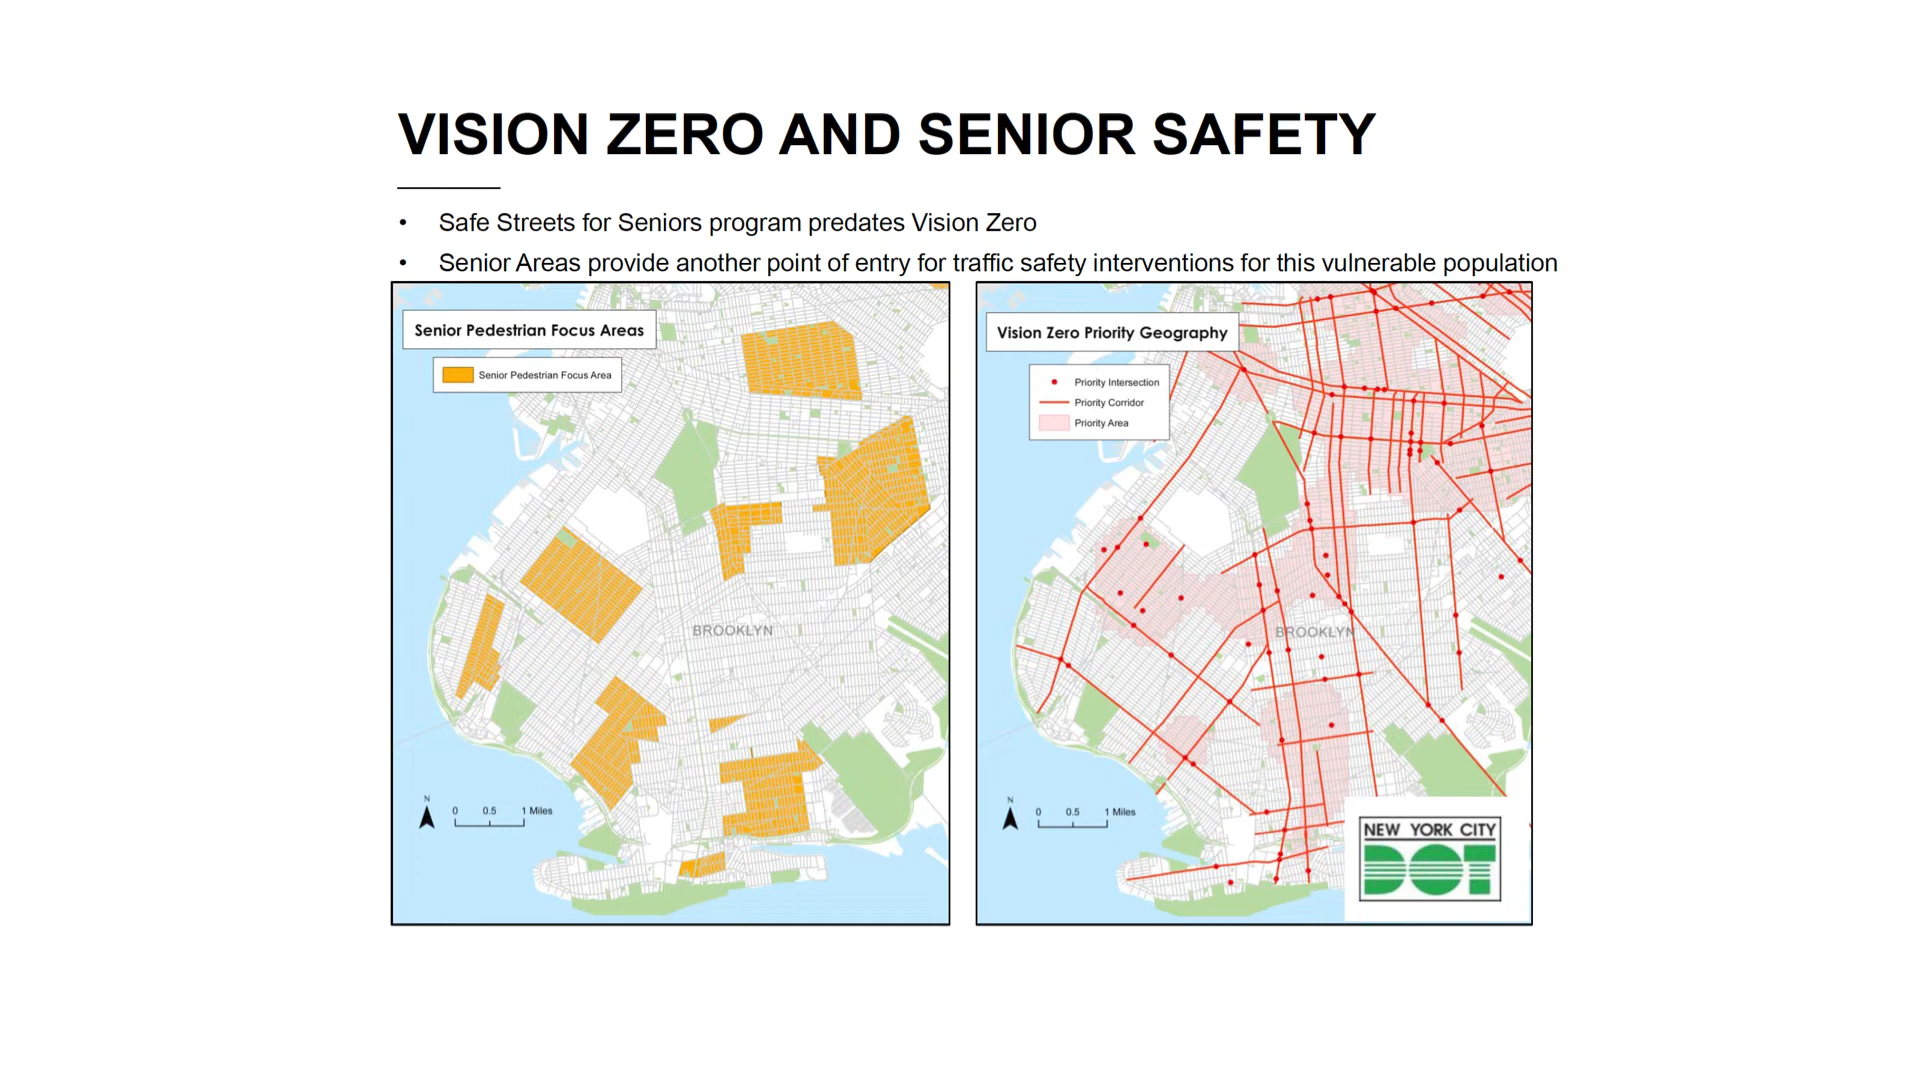 VISION ZERO AND SENIOR SAFETY
• Safe Streets for Seniors program predates Vision Zero
• Senior Areas provide another point of entry for traffic safety interventions for this vulnerable population
Senior Pedestrian Focus Areas
Senior Pedestrian Focus Area
BROOKLYN
N
0 0.5 1 Miles
Vision Zero Priority Geography
Priority Intersection
Priority Corridor
Priority Area
BROOKLYN
N
0 0.5 1 Miles
NEW YORK CITY
DOT